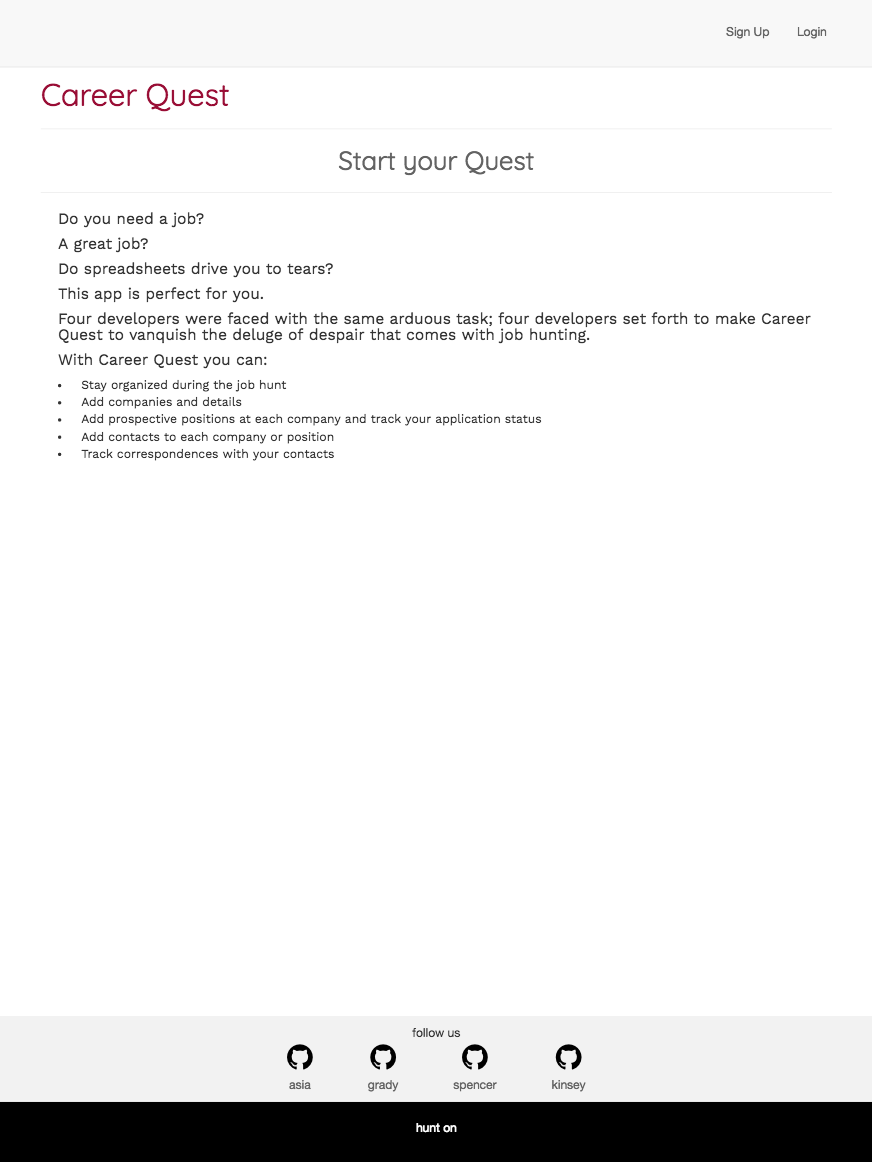 Sign Up Login
Career Quest
Start your Quest
Do you need a job?
A great job?
Do spreadsheets drive you to tears?
This app is perfect for you.
Four developers were faced with the same arduous task; four developers set forth to make Career
Quest to vanquish the deluge of despair that comes with job hunting.
With Career Quest you can:
• Stay organized during the job hunt
• Add companies and details
• Add prospective positions at each company and track your application status
• Add contacts to each company or position
• Track correspondences with your contacts
follow us
asia grady spencer kinsey
hunt on